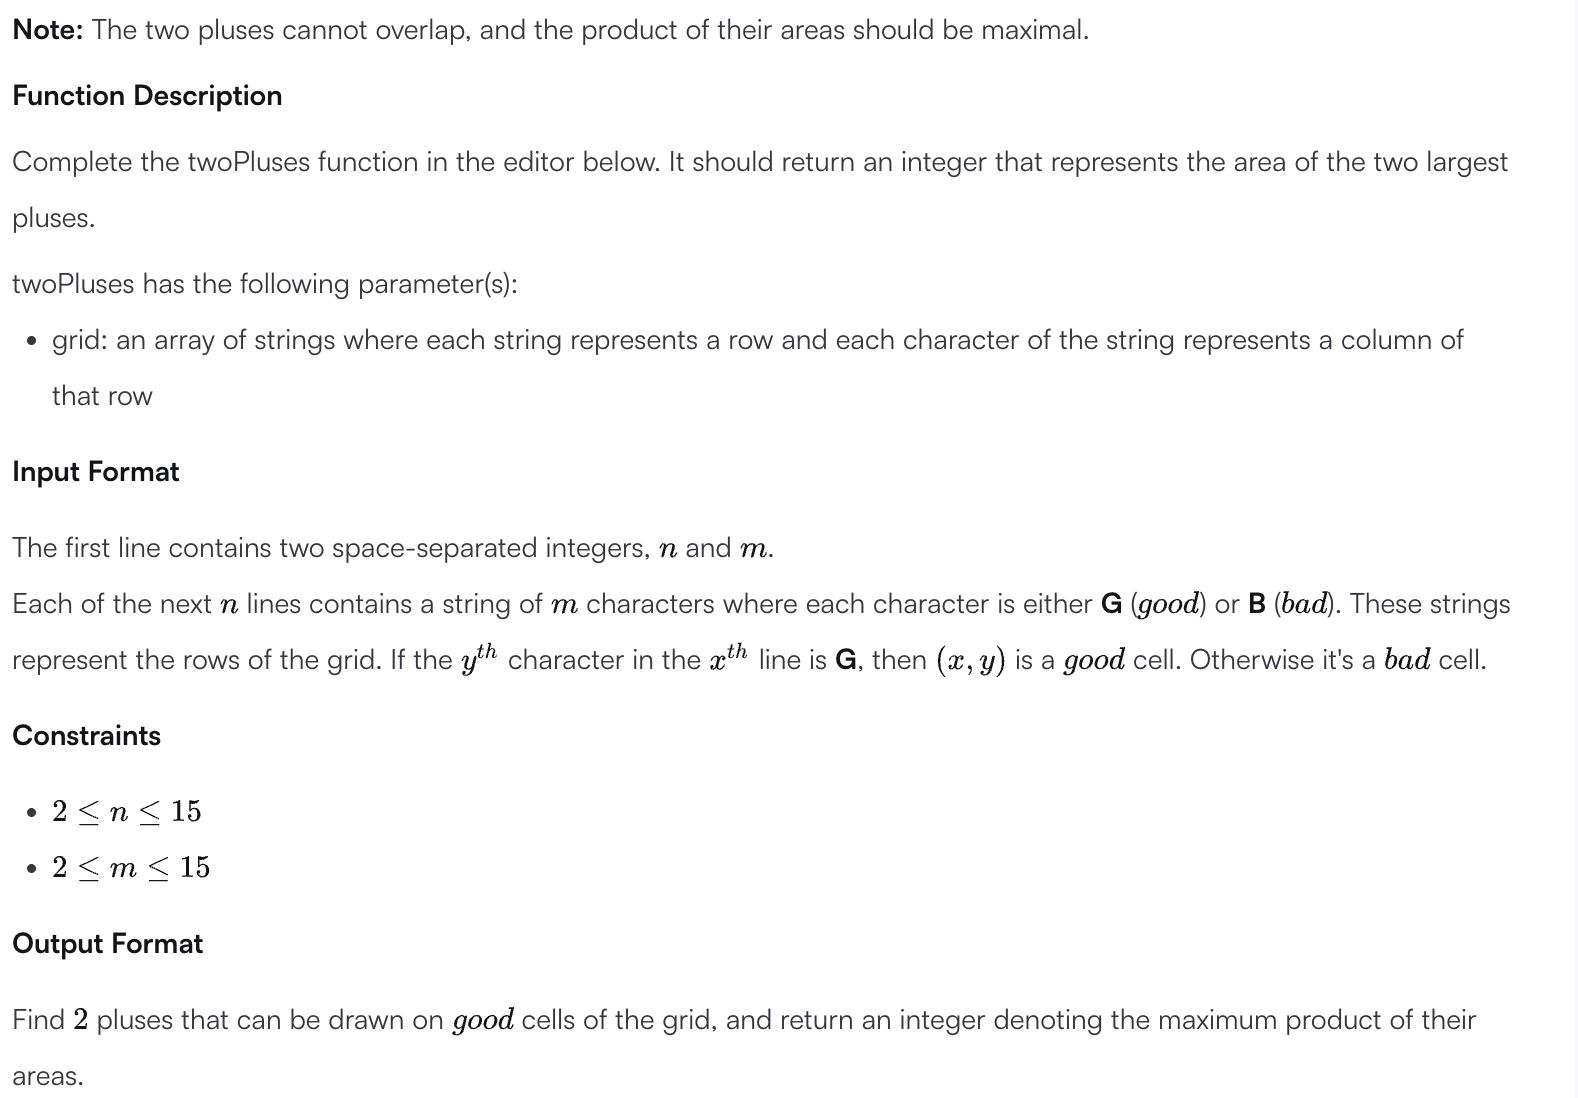 Note: The two pluses cannot overlap, and the product of their areas should be maximal.
Function Description
Complete the twoPluses function in the editor below. It should return an integer that represents the area of the two largest
pluses.
twoPluses has the following parameter(s):
• grid: an array of strings where each string represents a row and each character of the string represents a column of
that row
Input Format
The first line contains two space-separated integers, n and m.
Each of the next n lines contains a string of m characters where each character is either G (good) or B (bad). These strings
represent the rows of the grid. If the y^th character in the x^th line is G, then (x, y) is a good cell. Otherwise it's a bad cell.
Constraints
• 2 ≤ n ≤ 15
• 2 ≤ m ≤ 15
Output Format
Find 2 pluses that can be drawn on good cells of the grid, and return an integer denoting the maximum product of their
areas.